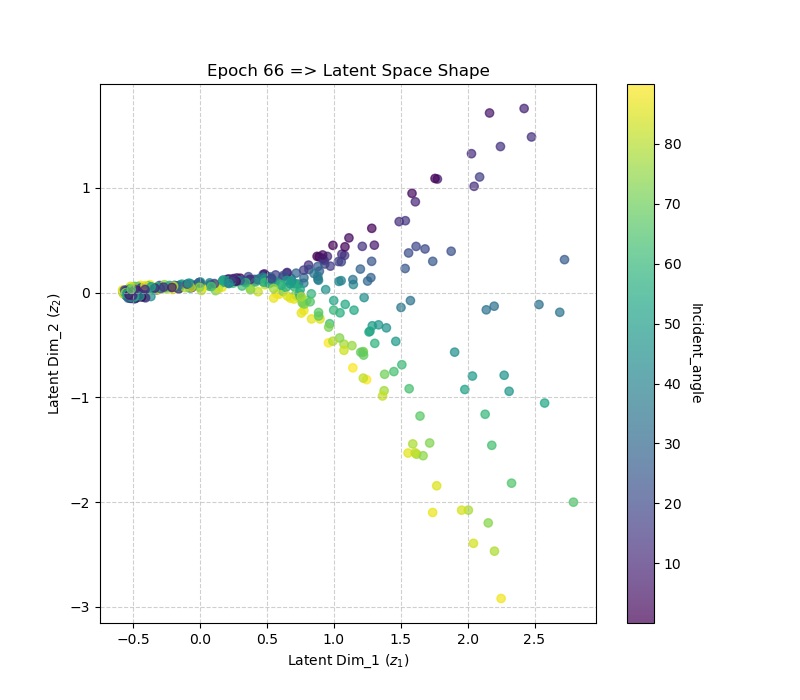 Epoch 66 => Latent Space Shape
1
0
−1
−2
−3
Latent Dim_2 (z₂)
−0.5 0.0 0.5 1.0 1.5 2.0 2.5
Latent Dim_1 (z₁)
80
70
60
50
40
30
20
10
Incident_angle